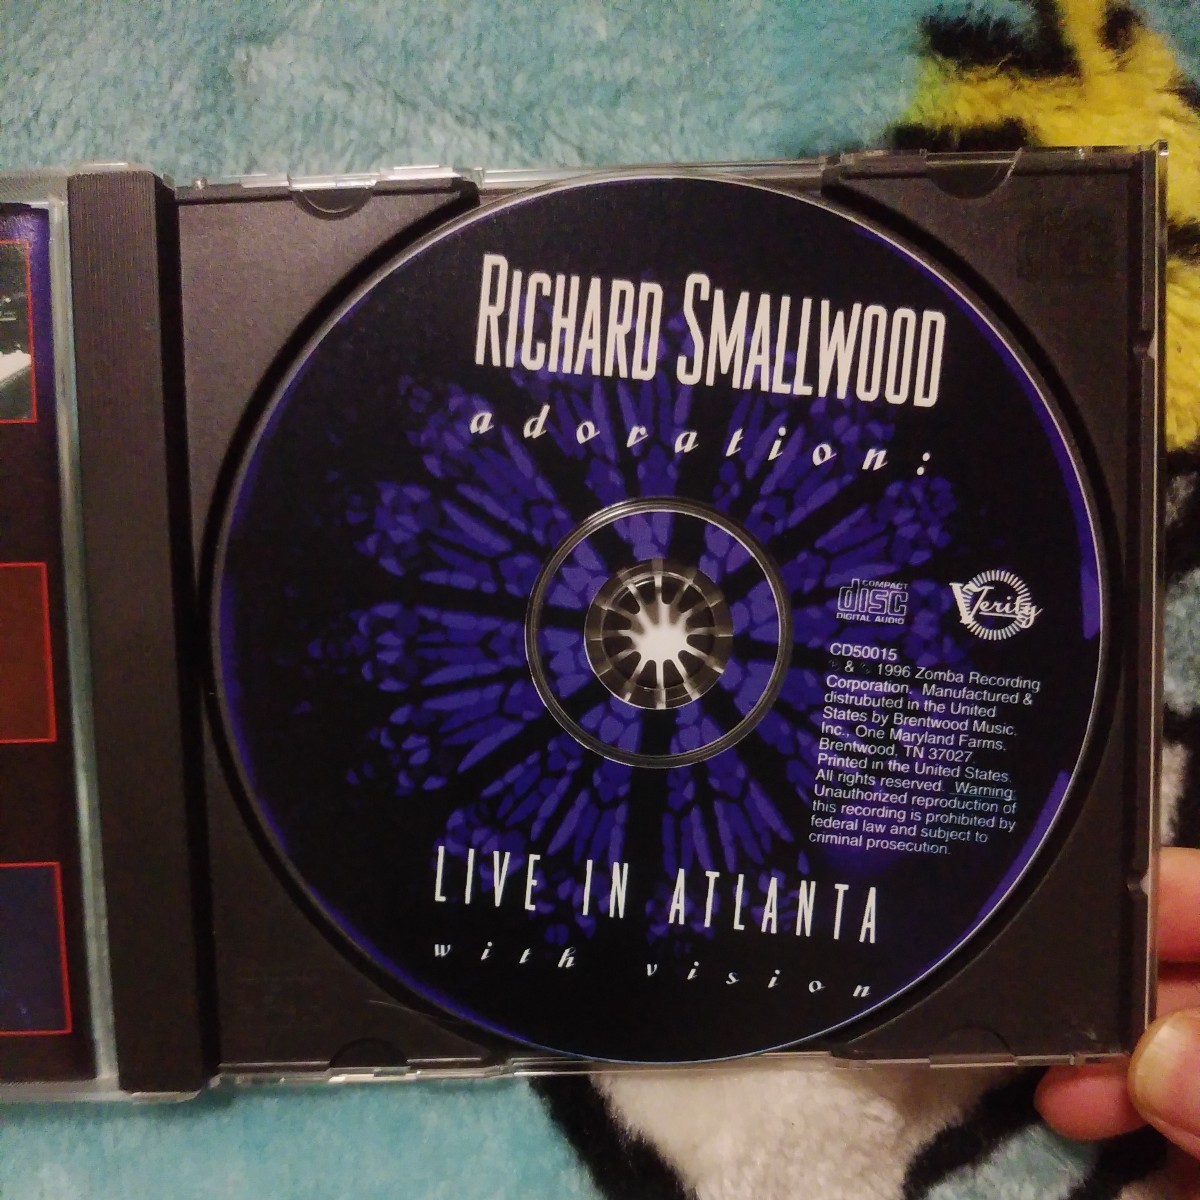 RICHARD SMALLWOOD
adoration:
COMPACT
disc
DIGITAL AUDIO
Verity
CD50015
℗ & © 1996 Zomba Recording
Corporation. Manufactured &
distrubuted in the United
States by Brentwood Music,
Inc., One Maryland Farms,
Brentwood, TN 37027.
Printed in the United States.
All rights reserved. Warning:
Unauthorized reproduction of
this recording is prohibited by
federal law and subject to
criminal prosecution.
LIVE IN ATLANTA
with vision